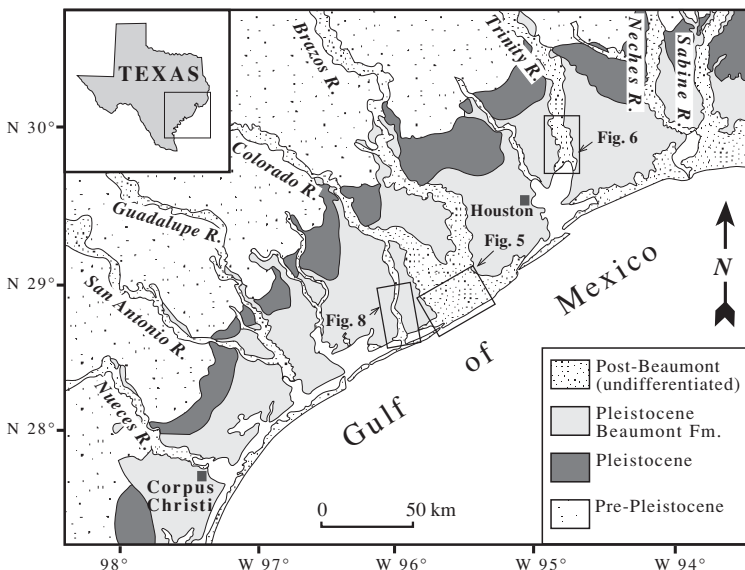 TEXAS
Brazos R.
Trinity R.
Neches R.
Sabine R.
N 30°
Fig. 6
Colorado R.
Houston
Guadalupe R.
Fig. 5
N 29°
San Antonio R.
Fig. 8
N
Gulf of Mexico
Nueces R.
N 28°
Corpus
Christi
0 50 km
Post-Beaumont
(undifferentiated)
Pleistocene
Beaumont Fm.
Pleistocene
Pre-Pleistocene
98°
W 97°
W 96°
W 95°
W 94°